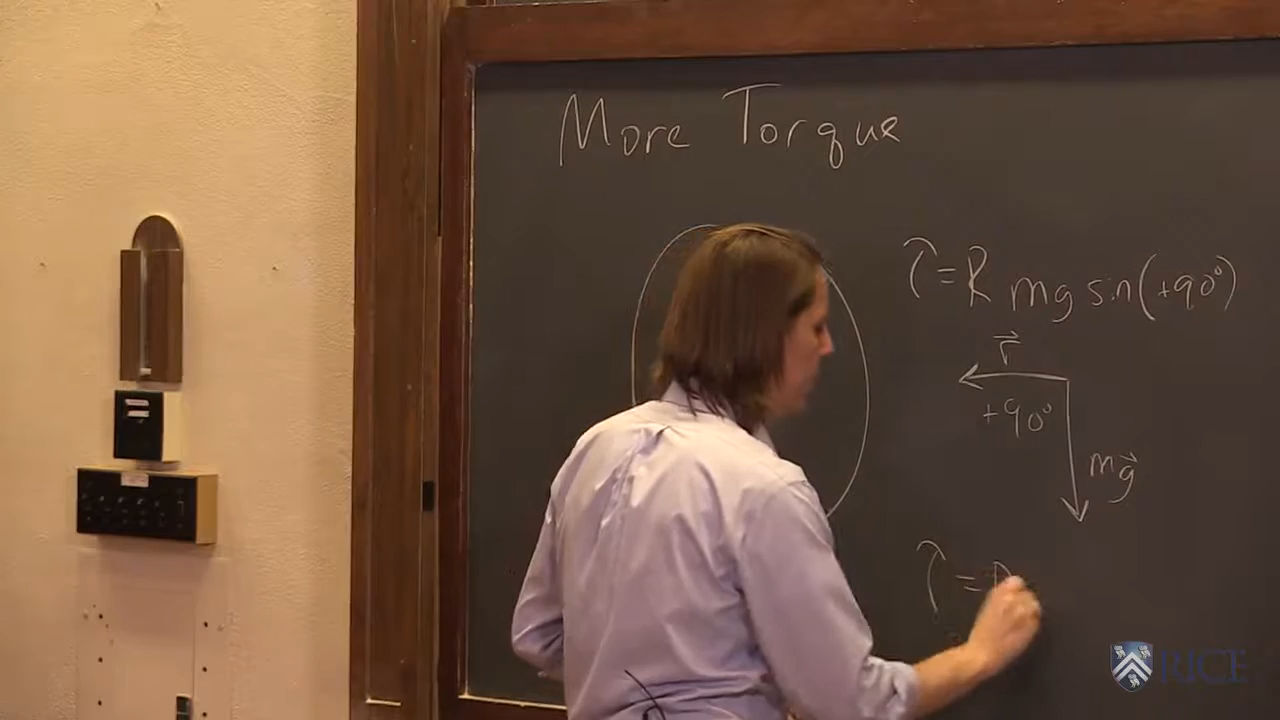 More Torque
τ = R mg sin(+90°)
r⃗
+90°
mg⃗
τ = R
RICE